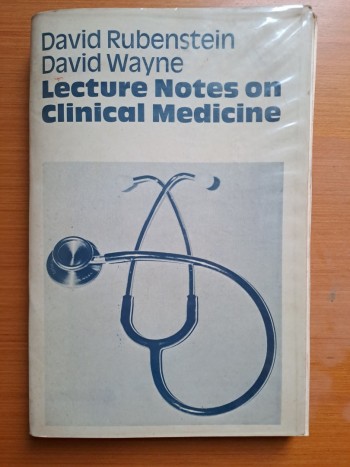 David Rubenstein
David Wayne
Lecture Notes on
Clinical Medicine